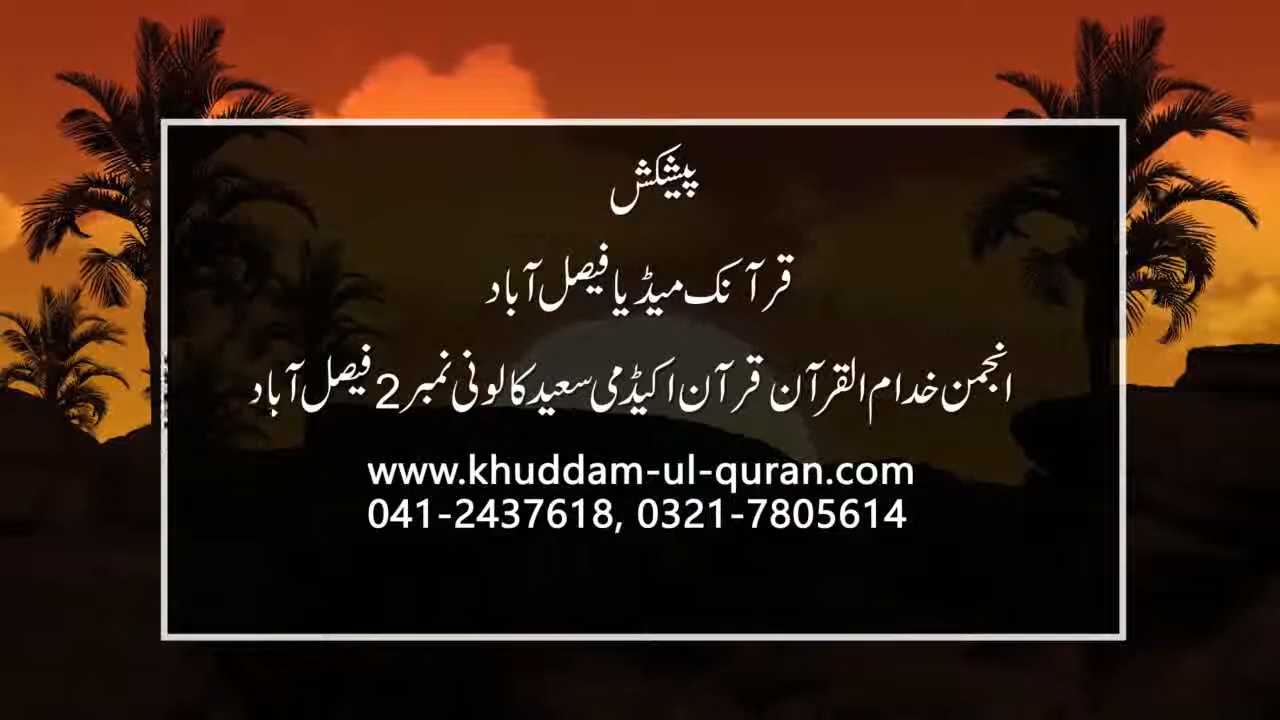 پیشکش
قرآنک میڈیا فیصل آباد
انجمن خدام القرآن قرآن اکیڈمی سعید کالونی نمبر 2 فیصل آباد
www.khuddam-ul-quran.com
041-2437618, 0321-7805614